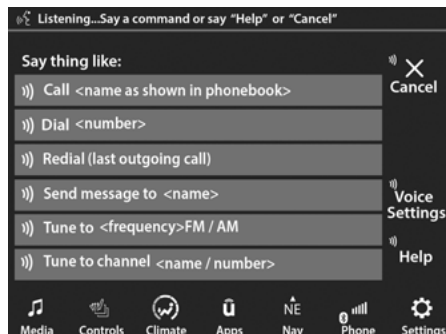 Listening...Say a command or say "Help" or "Cancel"
Say thing like:
Call <name as shown in phonebook>
Dial <number>
Redial (last outgoing call)
Send message to <name>
Tune to <frequency>FM / AM
Tune to channel <name / number>
Cancel
Voice
Settings
Help
û NE
Media Controls Climate Apps Nav Phone Settings